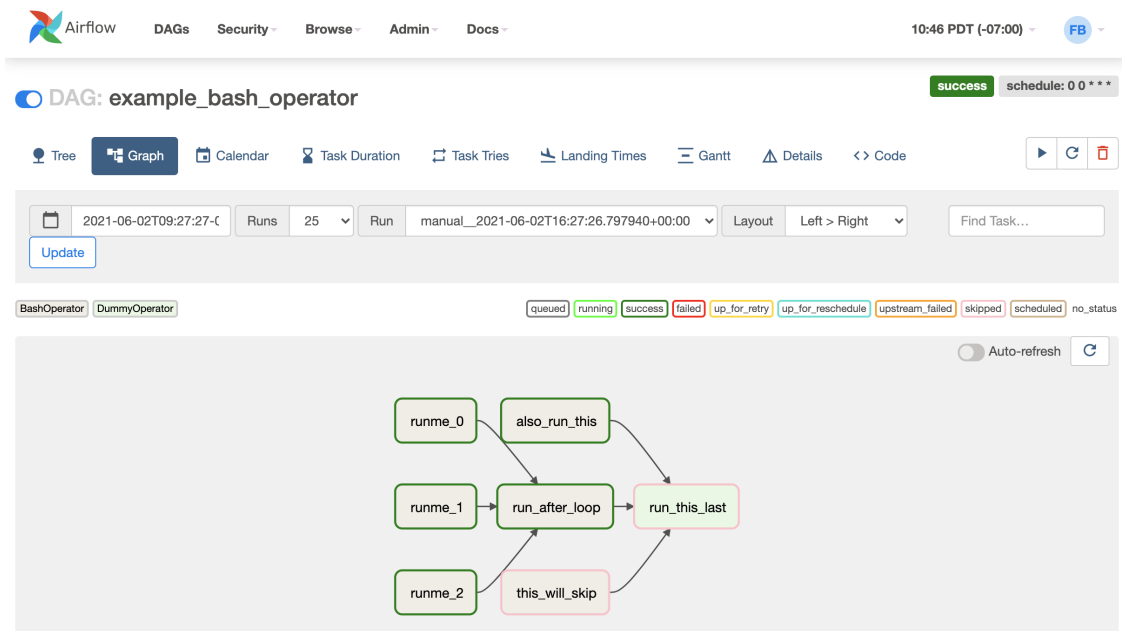 Airflow DAGs Security Browse Admin Docs 10:46 PDT (-07:00) FB
success schedule: 0 0 * * *
DAG: example_bash_operator
Tree Graph Calendar Task Duration Task Tries Landing Times Gantt Details <> Code
2021-06-02T09:27:27-0 Runs 25 Run manual__2021-06-02T16:27:26.797940+00:00 Layout Left > Right Find Task...
Update
BashOperator DummyOperator queued running success failed up_for_retry up_for_reschedule upstream_failed skipped scheduled no_status
Auto-refresh
runme_0 also_run_this
runme_1 run_after_loop run_this_last
runme_2 this_will_skip